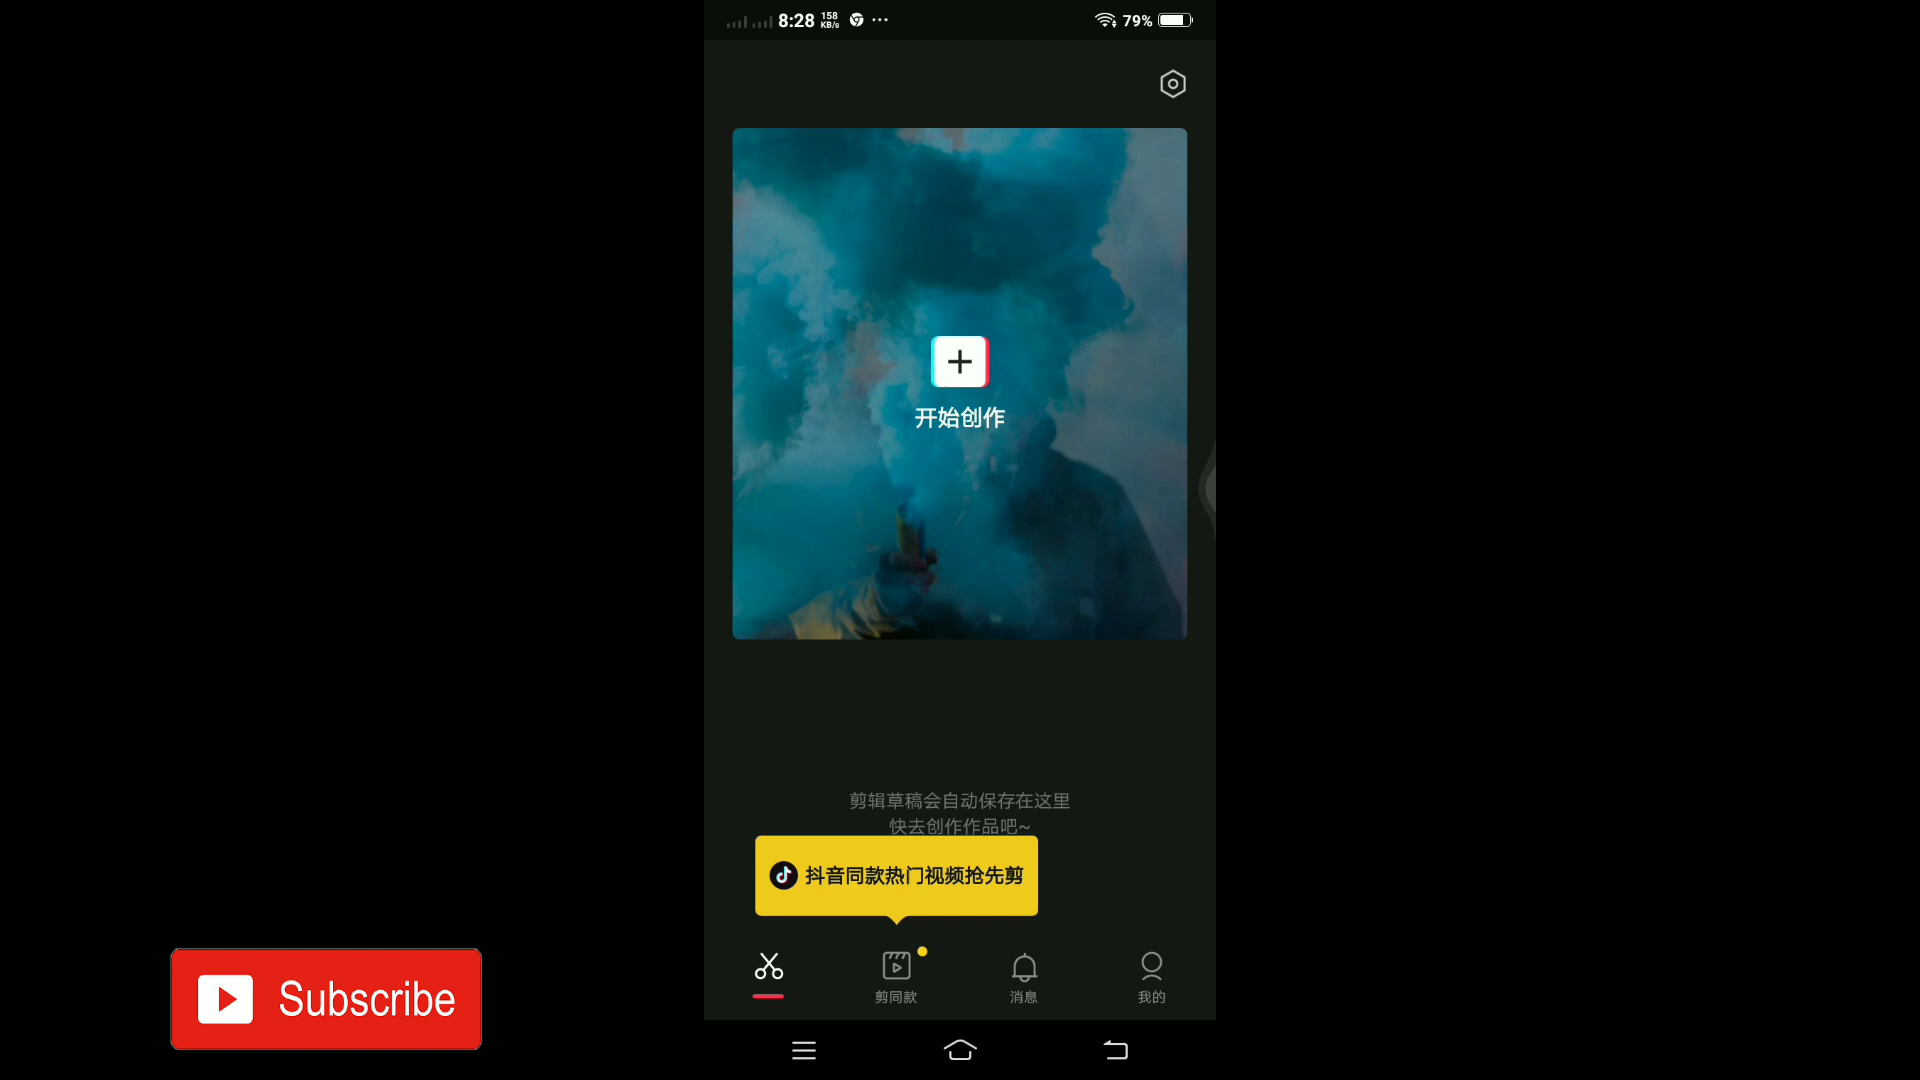 8:28 158 KB/s 79%
开始创作
剪辑草稿会自动保存在这里
快去创作作品吧~
抖音同款热门视频抢先剪
剪同款 消息 我的
Subscribe